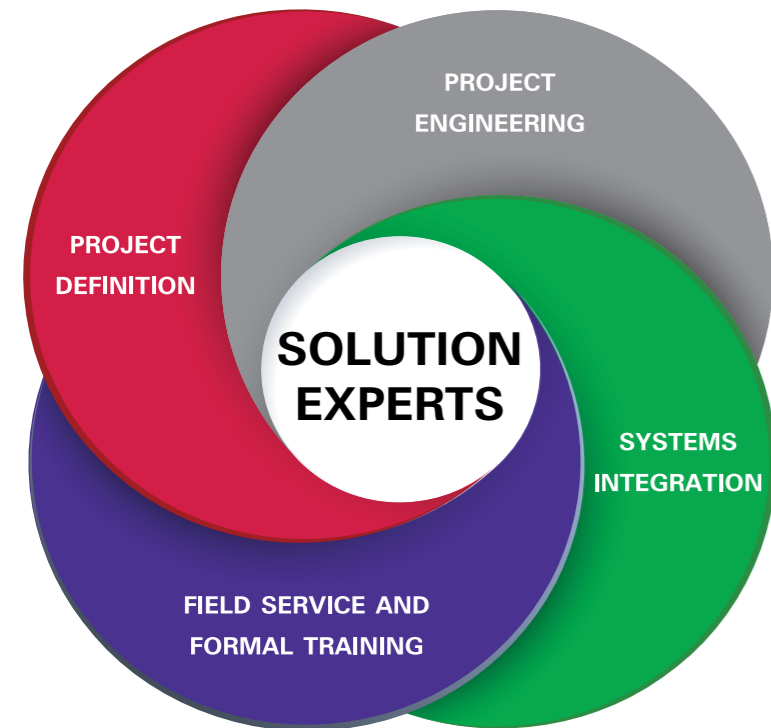 PROJECT
ENGINEERING
PROJECT
DEFINITION
SOLUTION
EXPERTS
SYSTEMS
INTEGRATION
FIELD SERVICE AND
FORMAL TRAINING